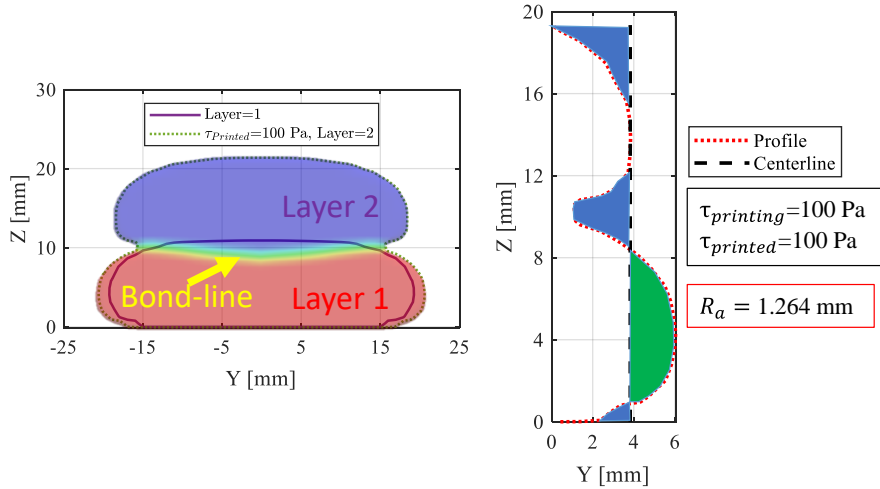 30
20
10
0
Z [mm]
-25
-15
-5
5
15
25
Y [mm]
Layer=1
τPrinted=100 Pa, Layer=2
Layer 2
Layer 1
Bond-line
20
16
12
8
4
0
Z [mm]
0
2
4
6
Y [mm]
Profile
Centerline
τprinting=100 Pa
τprinted=100 Pa
Ra = 1.264 mm